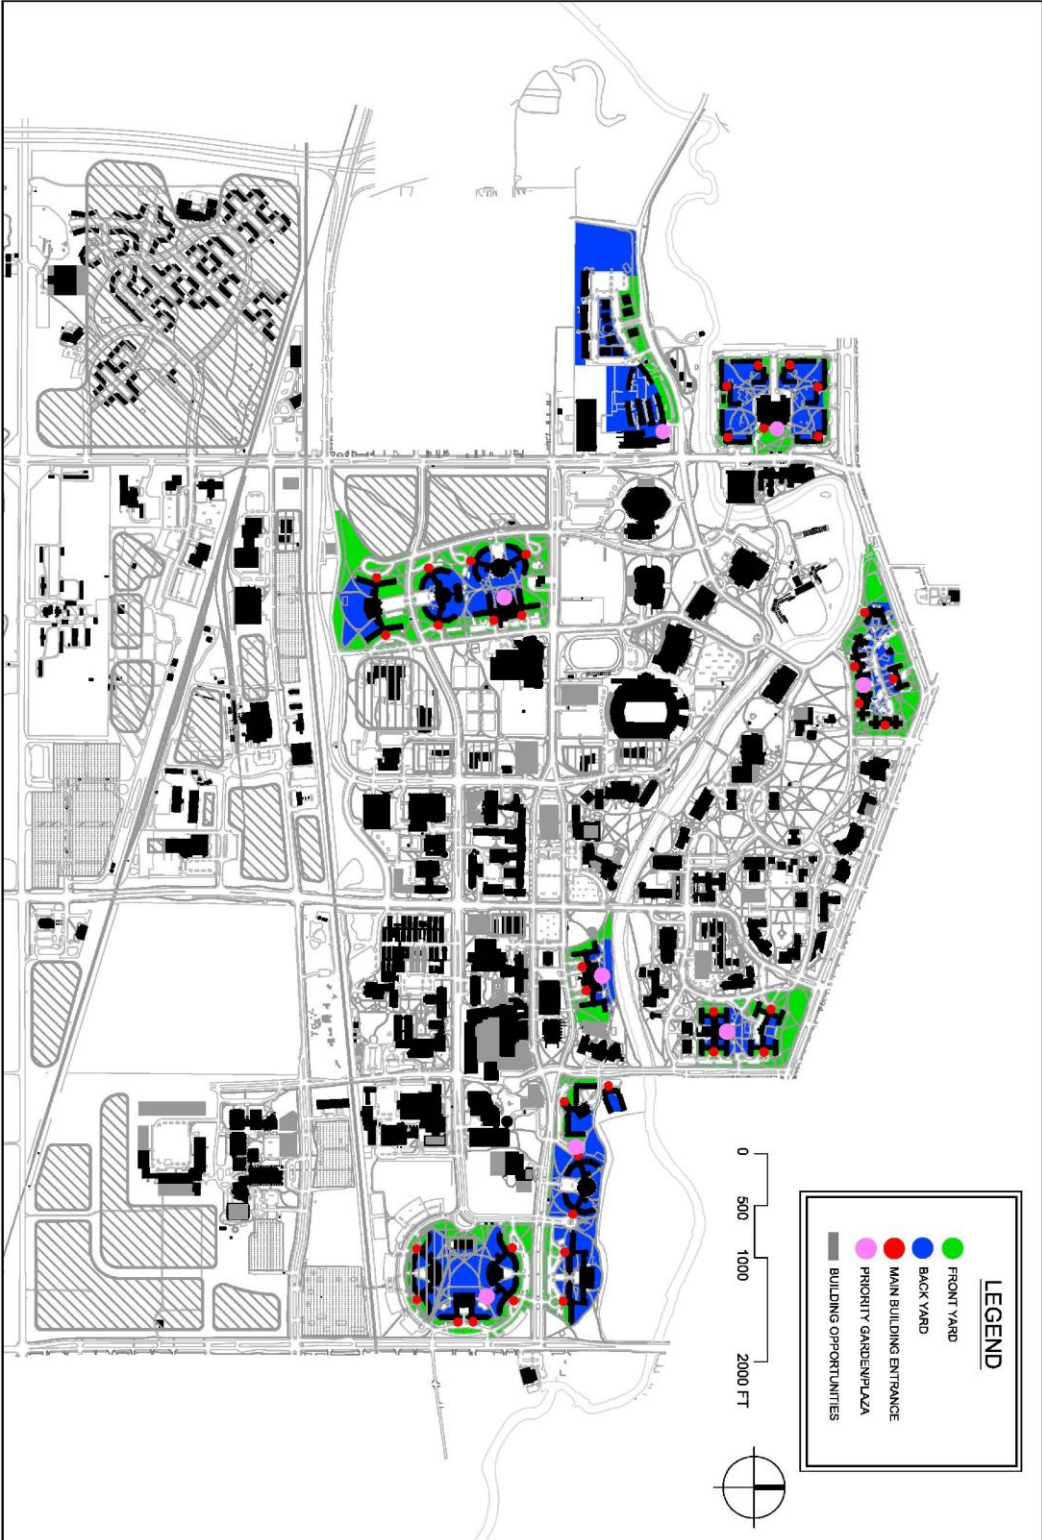 LEGEND
FRONT YARD
BACK YARD
MAIN BUILDING ENTRANCE
PRIORITY GARDEN/PLAZA
BUILDING OPPORTUNITIES
0 500 1000 2000 FT